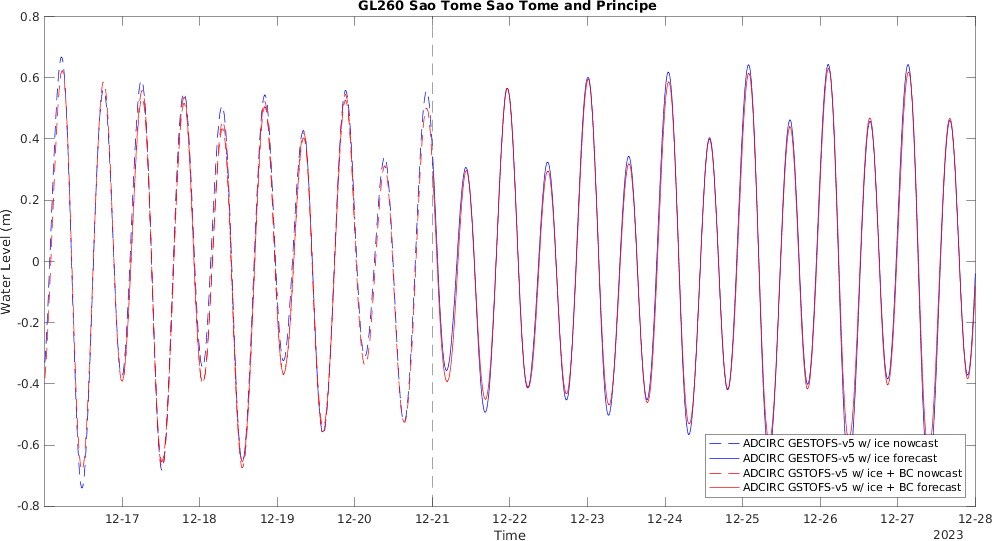 GL260 Sao Tome Sao Tome and Principe
Water Level (m)
0.8
0.6
0.4
0.2
0
-0.2
-0.4
-0.6
-0.8
ADCIRC GESTOFS-v5 w/ ice nowcast
ADCIRC GESTOFS-v5 w/ ice forecast
ADCIRC GSTOFS-v5 w/ ice + BC nowcast
ADCIRC GSTOFS-v5 w/ ice + BC forecast
12-17 12-18 12-19 12-20 12-21 12-22 12-23 12-24 12-25 12-26 12-27 12-28
Time
2023